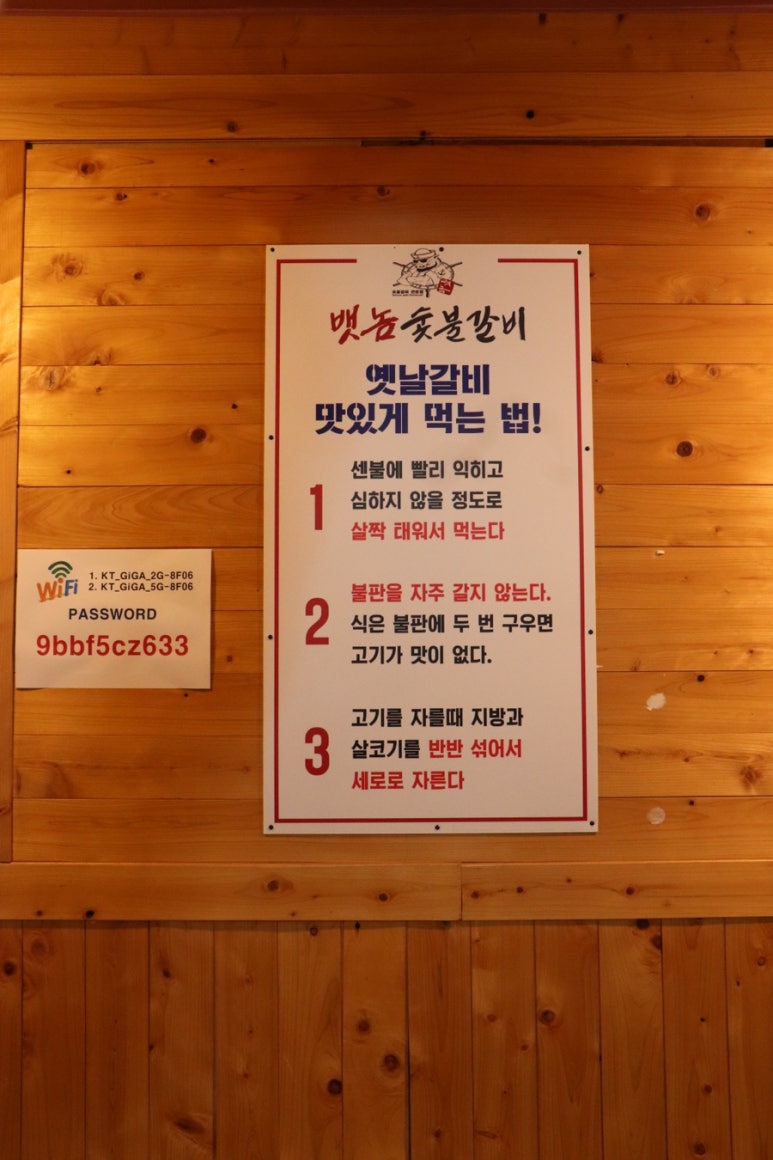 뱃놈숯불갈비
옛날갈비
맛있게 먹는 법!
1
센불에 빨리 익히고
심하지 않을 정도로
살짝 태워서 먹는다
2
불판을 자주 갈지 않는다.
식은 불판에 두 번 구우면
고기가 맛이 없다.
3
고기를 자를때 지방과
살코기를 반반 섞어서
세로로 자른다
WiFi
1. KT_GiGA_2G-8F06
2. KT_GiGA_5G-8F06
PASSWORD
9bbf5cz633